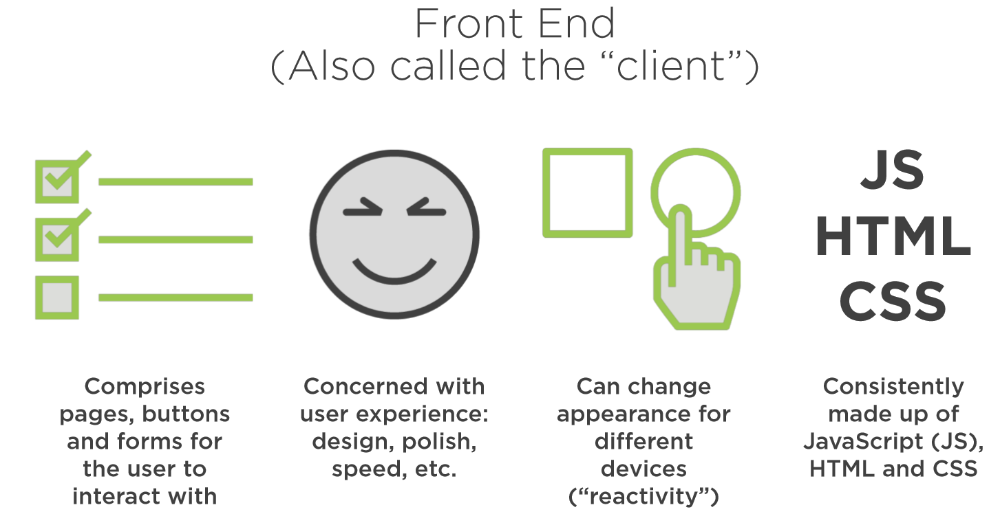 Front End
(Also called the “client”)
JS
HTML
CSS
Comprises
pages, buttons
and forms for
the user to
interact with
Concerned with
user experience:
design, polish,
speed, etc.
Can change
appearance for
different
devices
(“reactivity”)
Consistently
made up of
JavaScript (JS),
HTML and CSS